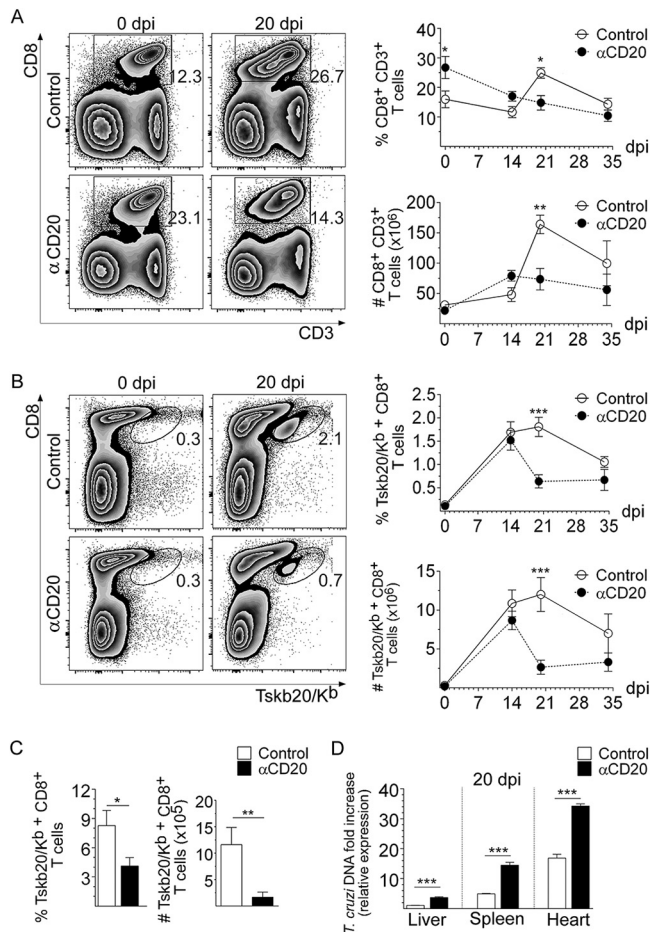 A
0 dpi
20 dpi
CD8
Control
12.3
26.7
αCD20
23.1
14.3
CD3
% CD8+ CD3+
T cells
40
30
20
10
*
*
Control
αCD20
0 7 14 21 28 35 dpi
# CD8+ CD3+
T cells (x10⁶)
200
150
100
50
**
Control
αCD20
0 7 14 21 28 35 dpi
B
0 dpi
20 dpi
CD8
Control
0.3
2.1
αCD20
0.3
0.7
Tskb20/Kb
% Tskb20/Kb + CD8+
T cells
2.5
2.0
1.5
1.0
0.5
***
Control
αCD20
0 7 14 21 28 35 dpi
# Tskb20/Kb + CD8+
T cells (x10⁶)
15
10
5
***
Control
αCD20
0 7 14 21 28 35 dpi
C
Control
αCD20
% Tskb20/Kb + CD8+
T cells
12
9
6
3
*
# Tskb20/Kb + CD8+
T cells (x10⁵)
20
15
10
5
**
D
Control
αCD20
20 dpi
T. cruzi DNA fold increase
(relative expression)
40
30
20
10
***
***
***
Liver
Spleen
Heart